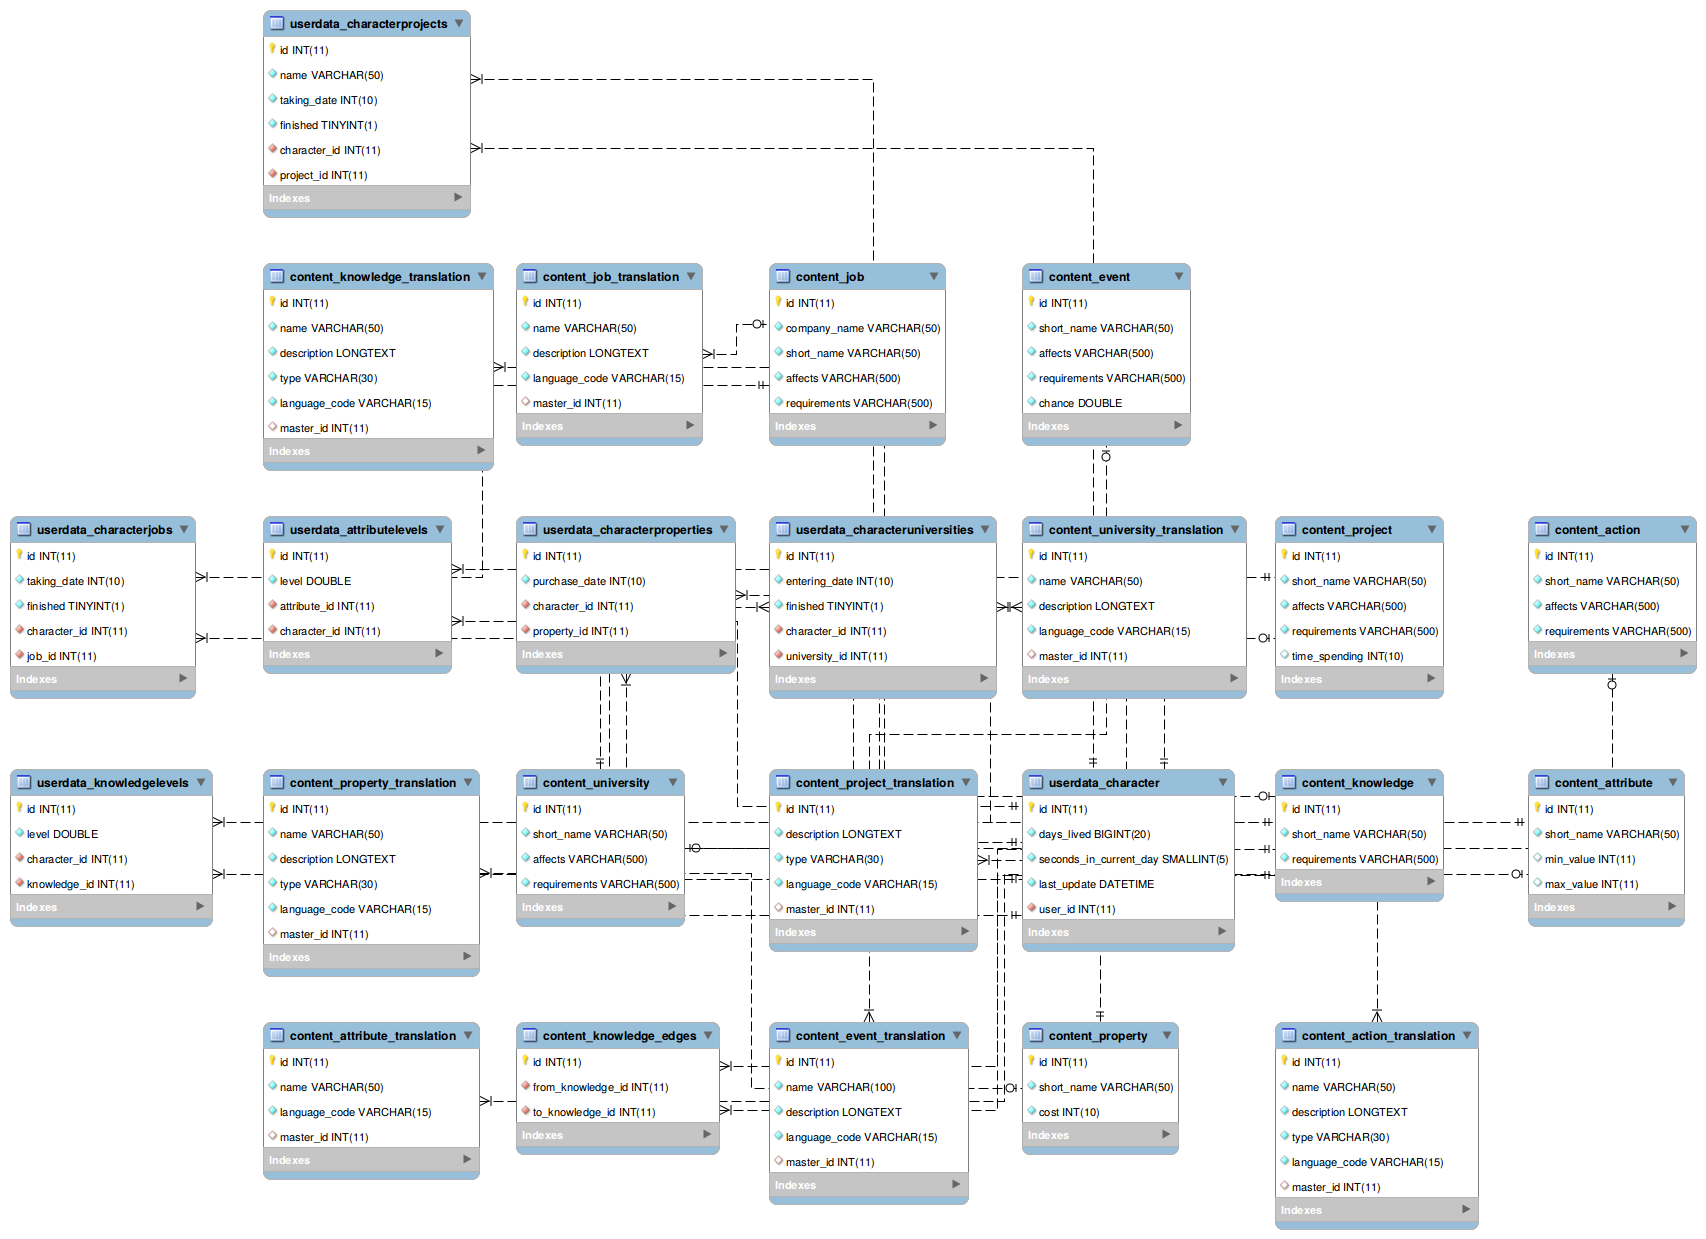 userdata_characterprojects
id INT(11)
name VARCHAR(50)
taking_date INT(10)
finished TINYINT(1)
character_id INT(11)
project_id INT(11)
Indexes
content_knowledge_translation
id INT(11)
name VARCHAR(50)
description LONGTEXT
type VARCHAR(30)
language_code VARCHAR(15)
master_id INT(11)
Indexes
content_job_translation
id INT(11)
name VARCHAR(50)
description LONGTEXT
language_code VARCHAR(15)
master_id INT(11)
Indexes
content_job
id INT(11)
company_name VARCHAR(50)
short_name VARCHAR(50)
affects VARCHAR(500)
requirements VARCHAR(500)
Indexes
content_event
id INT(11)
short_name VARCHAR(50)
affects VARCHAR(500)
requirements VARCHAR(500)
chance DOUBLE
Indexes
userdata_characterjobs
id INT(11)
taking_date INT(10)
finished TINYINT(1)
character_id INT(11)
job_id INT(11)
Indexes
userdata_attributelevels
id INT(11)
level DOUBLE
attribute_id INT(11)
character_id INT(11)
Indexes
userdata_characterproperties
id INT(11)
purchase_date INT(10)
character_id INT(11)
property_id INT(11)
Indexes
userdata_characteruniversities
id INT(11)
entering_date INT(10)
finished TINYINT(1)
character_id INT(11)
university_id INT(11)
Indexes
content_university_translation
id INT(11)
name VARCHAR(50)
description LONGTEXT
language_code VARCHAR(15)
master_id INT(11)
Indexes
content_project
id INT(11)
short_name VARCHAR(50)
affects VARCHAR(500)
requirements VARCHAR(500)
time_spending INT(10)
Indexes
content_action
id INT(11)
short_name VARCHAR(50)
affects VARCHAR(500)
requirements VARCHAR(500)
Indexes
userdata_knowledgelevels
id INT(11)
level DOUBLE
character_id INT(11)
knowledge_id INT(11)
Indexes
content_property_translation
id INT(11)
name VARCHAR(50)
description LONGTEXT
type VARCHAR(30)
language_code VARCHAR(15)
master_id INT(11)
Indexes
content_university
id INT(11)
short_name VARCHAR(50)
affects VARCHAR(500)
requirements VARCHAR(500)
Indexes
content_project_translation
id INT(11)
description LONGTEXT
type VARCHAR(30)
language_code VARCHAR(15)
master_id INT(11)
Indexes
userdata_character
id INT(11)
days_lived BIGINT(20)
seconds_in_current_day SMALLINT(5)
last_update DATETIME
user_id INT(11)
Indexes
content_knowledge
id INT(11)
short_name VARCHAR(50)
requirements VARCHAR(500)
Indexes
content_attribute
id INT(11)
short_name VARCHAR(50)
min_value INT(11)
max_value INT(11)
Indexes
content_attribute_translation
id INT(11)
name VARCHAR(50)
language_code VARCHAR(15)
master_id INT(11)
Indexes
content_knowledge_edges
id INT(11)
from_knowledge_id INT(11)
to_knowledge_id INT(11)
Indexes
content_event_translation
id INT(11)
name VARCHAR(100)
description LONGTEXT
language_code VARCHAR(15)
master_id INT(11)
Indexes
content_property
id INT(11)
short_name VARCHAR(50)
cost INT(10)
Indexes
content_action_translation
id INT(11)
name VARCHAR(50)
description LONGTEXT
type VARCHAR(30)
language_code VARCHAR(15)
master_id INT(11)
Indexes